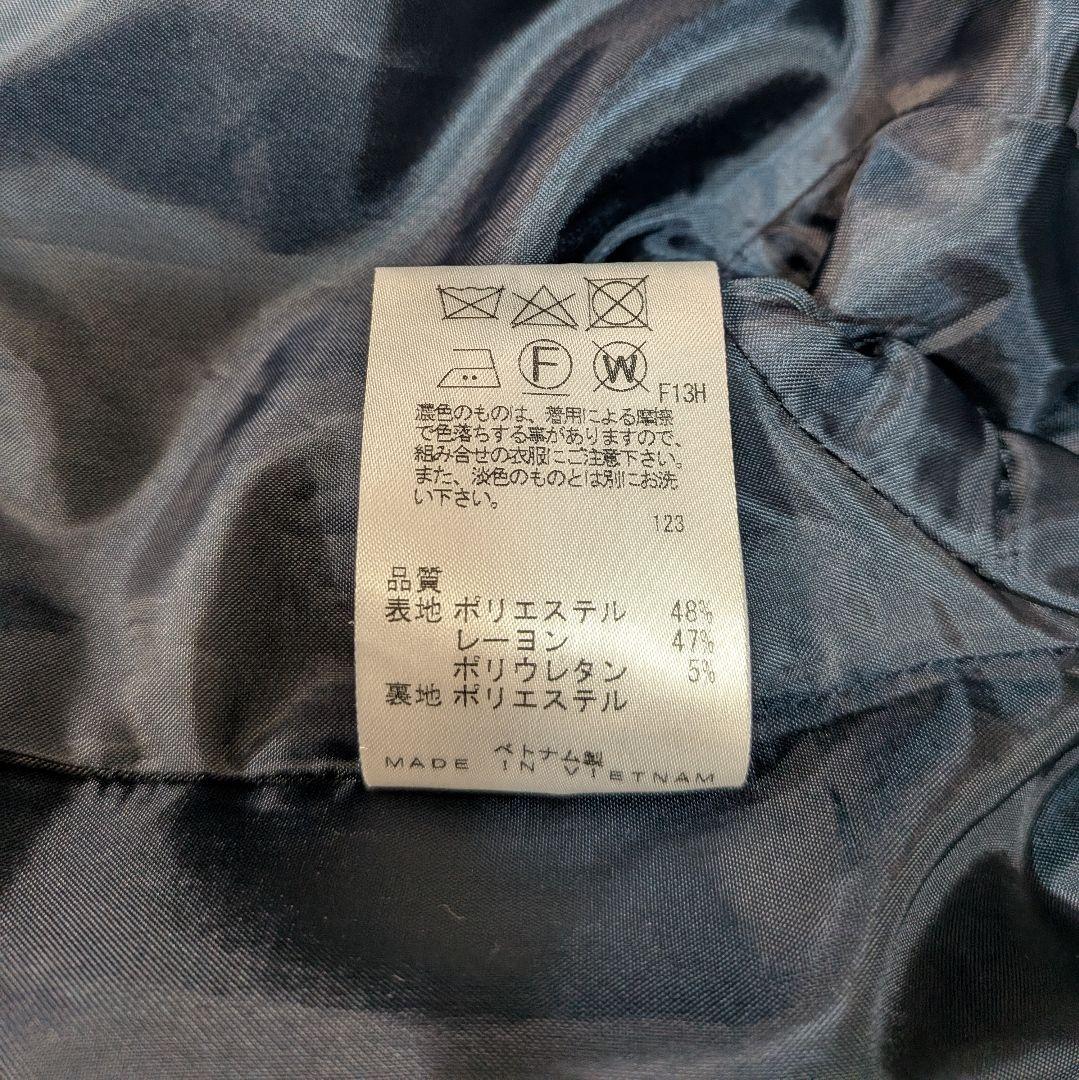 F W F13H
濃色のものは、着用による摩擦
で色落ちする事がありますので、
組み合せの衣服にご注意下さい。
また、淡色のものとは別にお洗
い下さい。
123
品質
表地 ポリエステル 48%
レーヨン 47%
ポリウレタン 5%
裏地 ポリエステル
ベトナム製
MADE IN VIETNAM